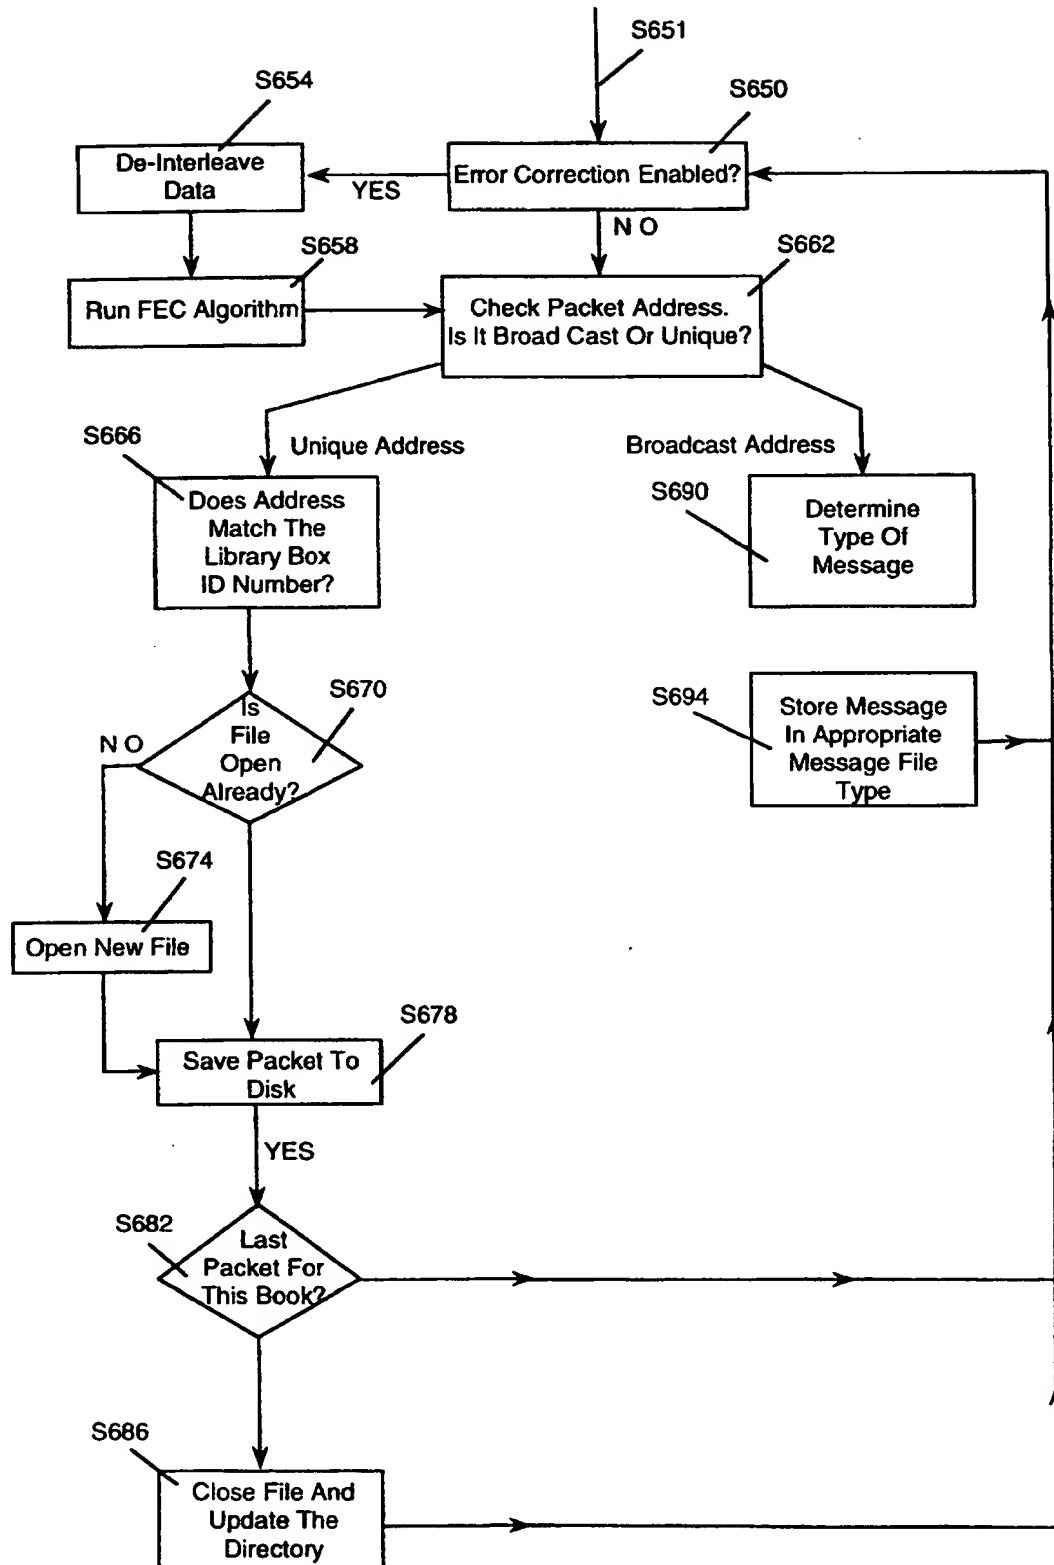 S651
S654
S650
De-Interleave
Data
YES
Error Correction Enabled?
N O
S658
S662
Run FEC Algorithm
Check Packet Address.
Is It Broad Cast Or Unique?
S666
Unique Address
Broadcast Address
Does Address
Match The
Library Box
ID Number?
S690
Determine
Type Of
Message
S670
Is
File
Open
Already?
N O
S694
Store Message
In Appropriate
Message File
Type
S674
Open New File
S678
Save Packet To
Disk
YES
S682
Last
Packet For
This Book?
S686
Close File And
Update The
Directory